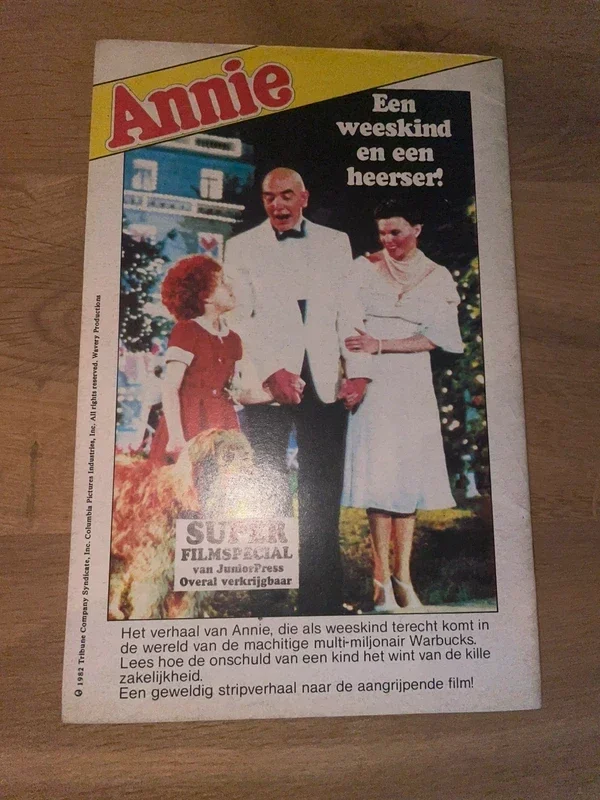 Annie
Een
weeskind
en een
heerser!
SUPER
FILMSPECIAL
van JuniorPress
Overal verkrijgbaar
Het verhaal van Annie, die als weeskind terecht komt in
de wereld van de machitige multi-miljonair Warbucks.
Lees hoe de onschuld van een kind het wint van de kille
zakelijkheid.
Een geweldig stripverhaal naar de aangrijpende film!
© 1982 Tribune Company Syndicate, Inc. Columbia Pictures Industries, Inc. All rights reserved. Wavery Productions